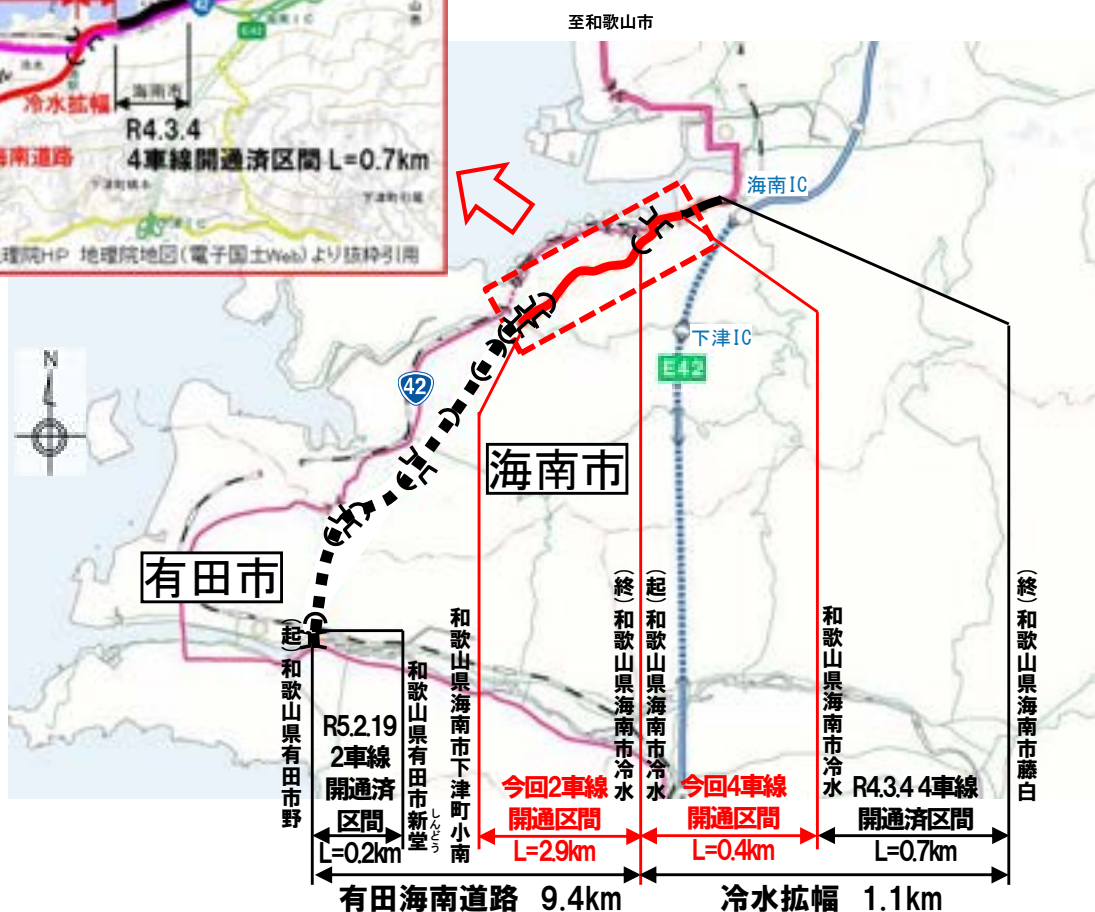 至和歌山市
42
E42
海南市
冷水拡幅
R4.3.4
海南道路
4車線開通済区間 L=0.7km
理院HP 地理院地図(電子国土Web)より抜粋引用
海南IC
下津IC
E42
N
42
海南市
有田市
(起)和歌山県有田市野
R5.2.19
2車線
開通済
区間
L=0.2km
和歌山県有田市新堂
しんどう
和歌山県海南市下津町小南
今回2車線
開通区間
L=2.9km
(終)和歌山県海南市冷水
(起)和歌山県海南市冷水
今回4車線
開通区間
L=0.4km
和歌山県海南市冷水
R4.3.4 4車線
開通済区間
L=0.7km
(終)和歌山県海南市藤白
有田海南道路 9.4km
冷水拡幅 1.1km